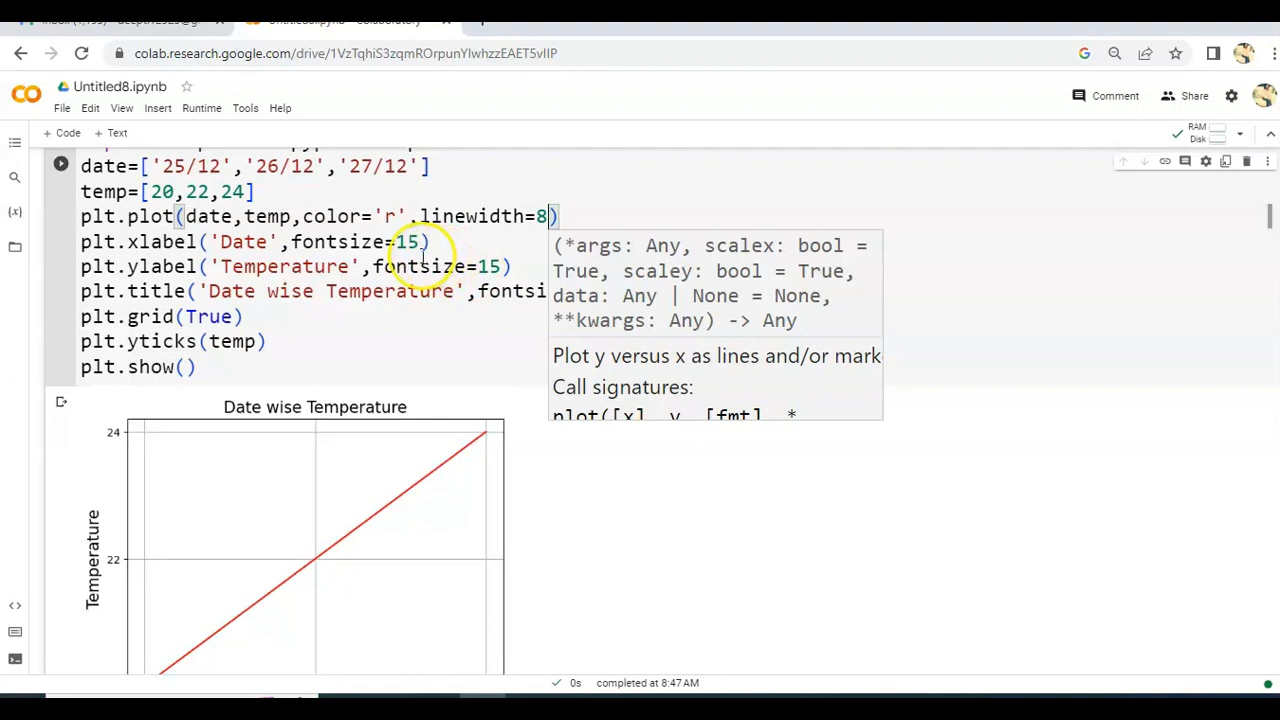 colab.research.google.com/drive/1VzTqhiS3zqmROrpunYlwhzzEAET5vIIP
Untitled8.ipynb
File Edit View Insert Runtime Tools Help
Comment Share
+ Code + Text
RAM
Disk
date=['25/12','26/12','27/12']
temp=[20,22,24]
plt.plot(date,temp,color='r',linewidth=8)
plt.xlabel('Date',fontsize=15)
plt.ylabel('Temperature',fontsize=15)
plt.title('Date wise Temperature',fontsi
plt.grid(True)
plt.yticks(temp)
plt.show()
(*args: Any, scalex: bool =
True, scaley: bool = True,
data: Any | None = None,
**kwargs: Any) -> Any
Plot y versus x as lines and/or mark
Call signatures:
plot([x], y, [fmt], *
Date wise Temperature
24
Temperature
22
0s completed at 8:47AM